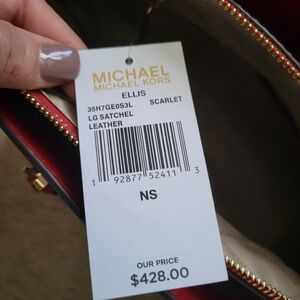 MICHAEL
MICHAEL KORS
ELLIS
35H7GE0S3L SCARLET
LG SATCHEL
LEATHER
1 92877 52411 3
NS
OUR PRICE
$428.00